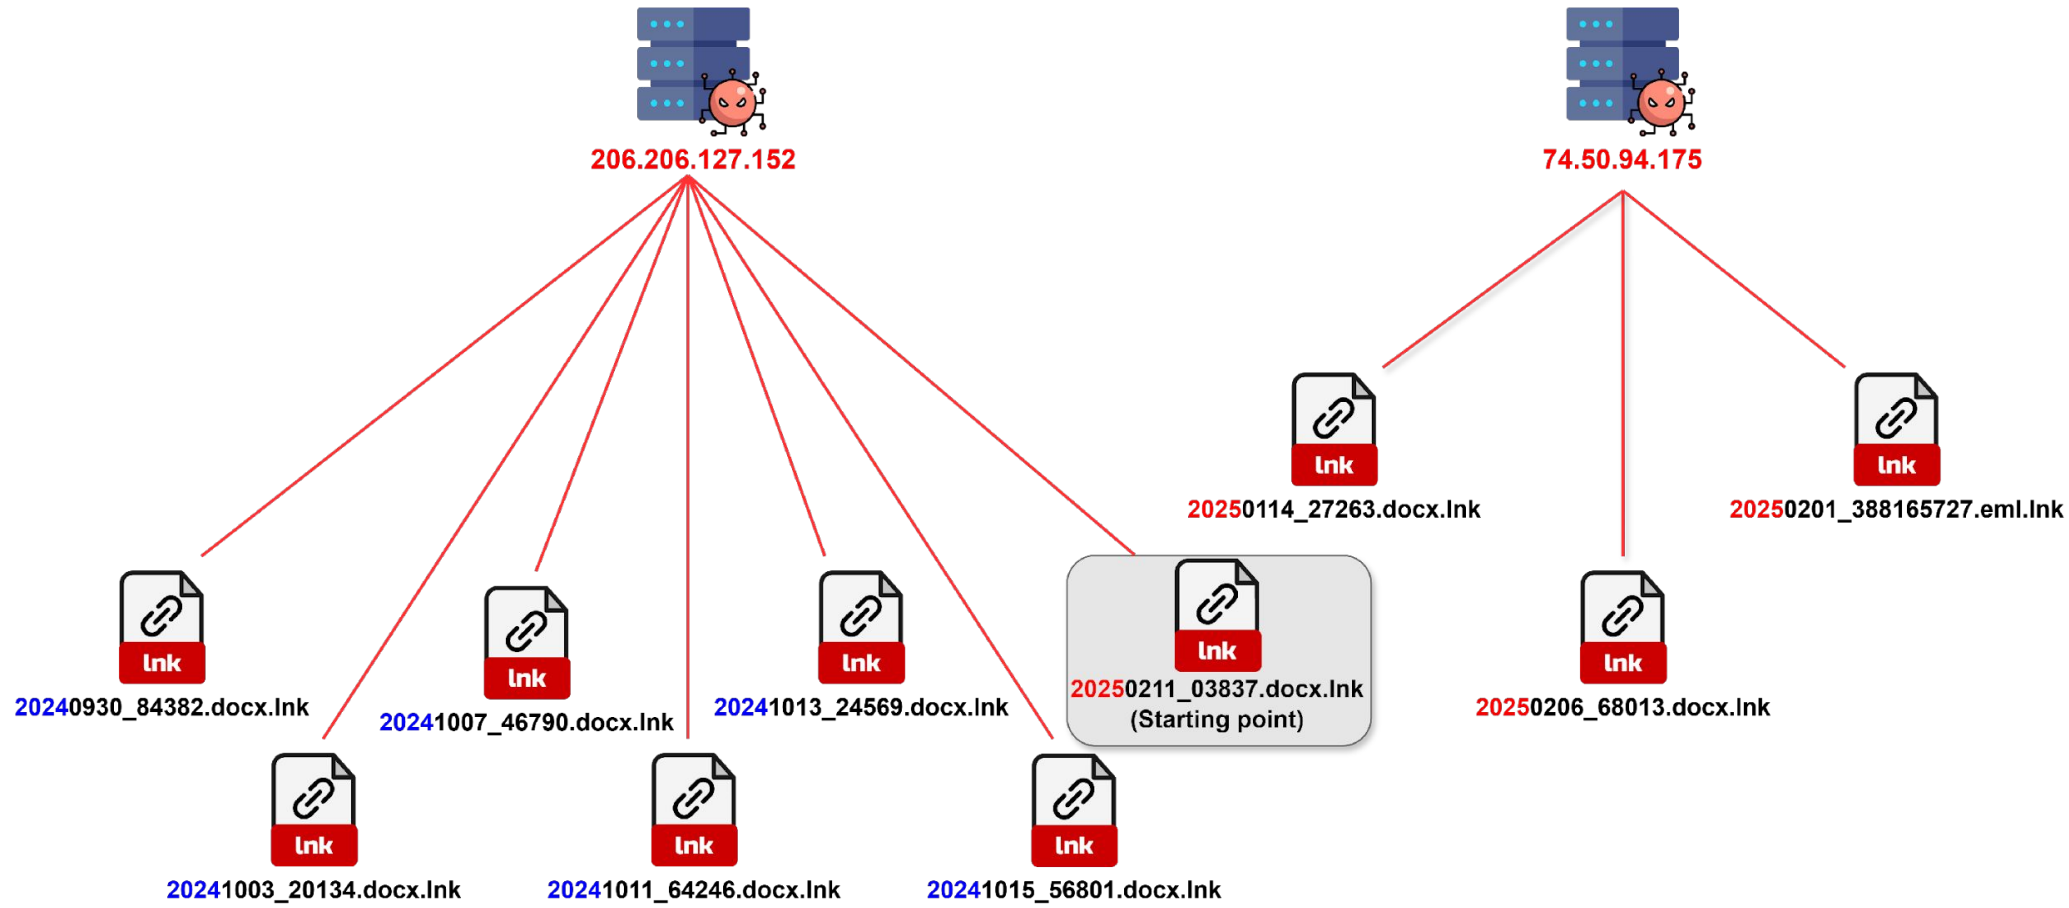 206.206.127.152
74.50.94.175
lnk
20250114_27263.docx.lnk
lnk
20250201_388165727.eml.lnk
lnk
20240930_84382.docx.lnk
lnk
20241007_46790.docx.lnk
lnk
20241013_24569.docx.lnk
lnk
20250211_03837.docx.lnk
(Starting point)
lnk
20250206_68013.docx.lnk
lnk
20241003_20134.docx.lnk
lnk
20241011_64246.docx.lnk
lnk
20241015_56801.docx.lnk